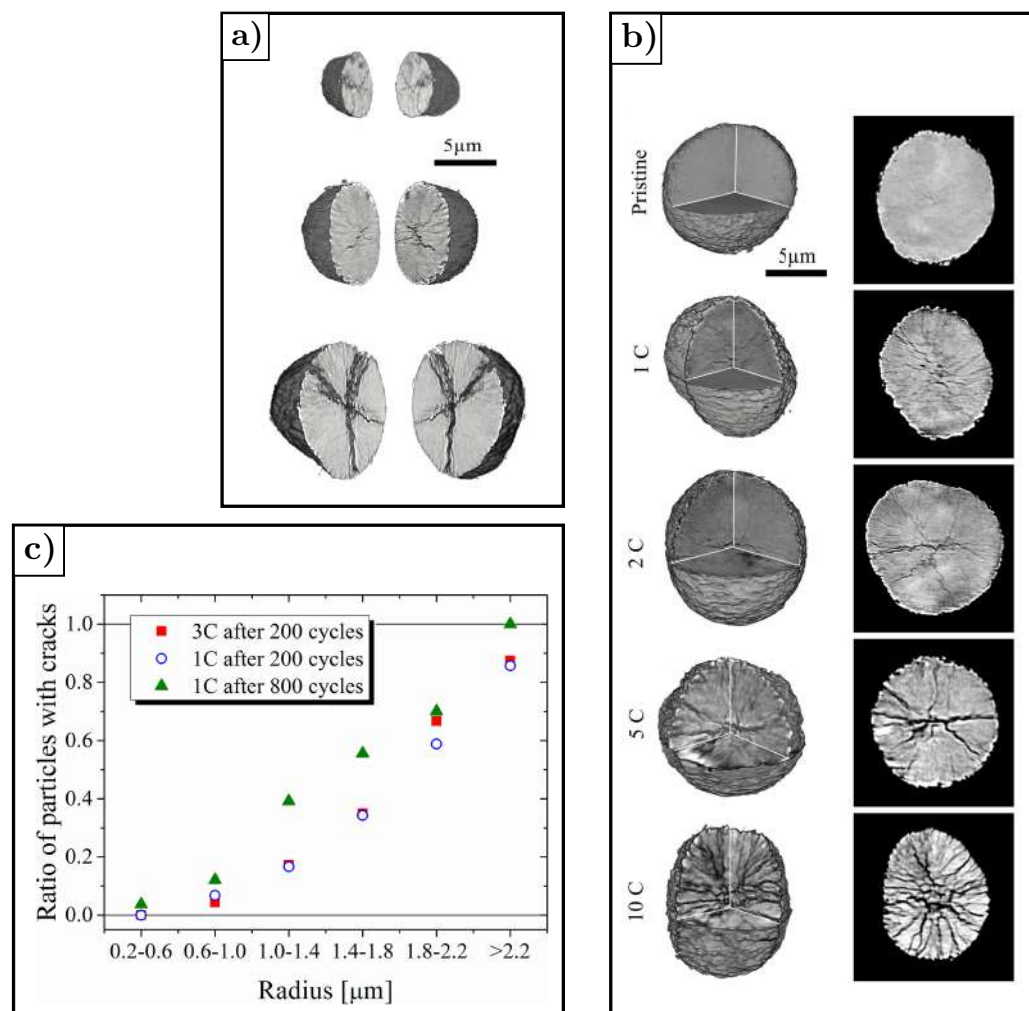 a)
5µm
b)
Pristine
5µm
1 C
2 C
5 C
10 C
c)
Ratio of particles with cracks
1.0
0.8
0.6
0.4
0.2
0.0
3C after 200 cycles
1C after 200 cycles
1C after 800 cycles
0.2-0.6 0.6-1.0 1.0-1.4 1.4-1.8 1.8-2.2 >2.2
Radius [µm]